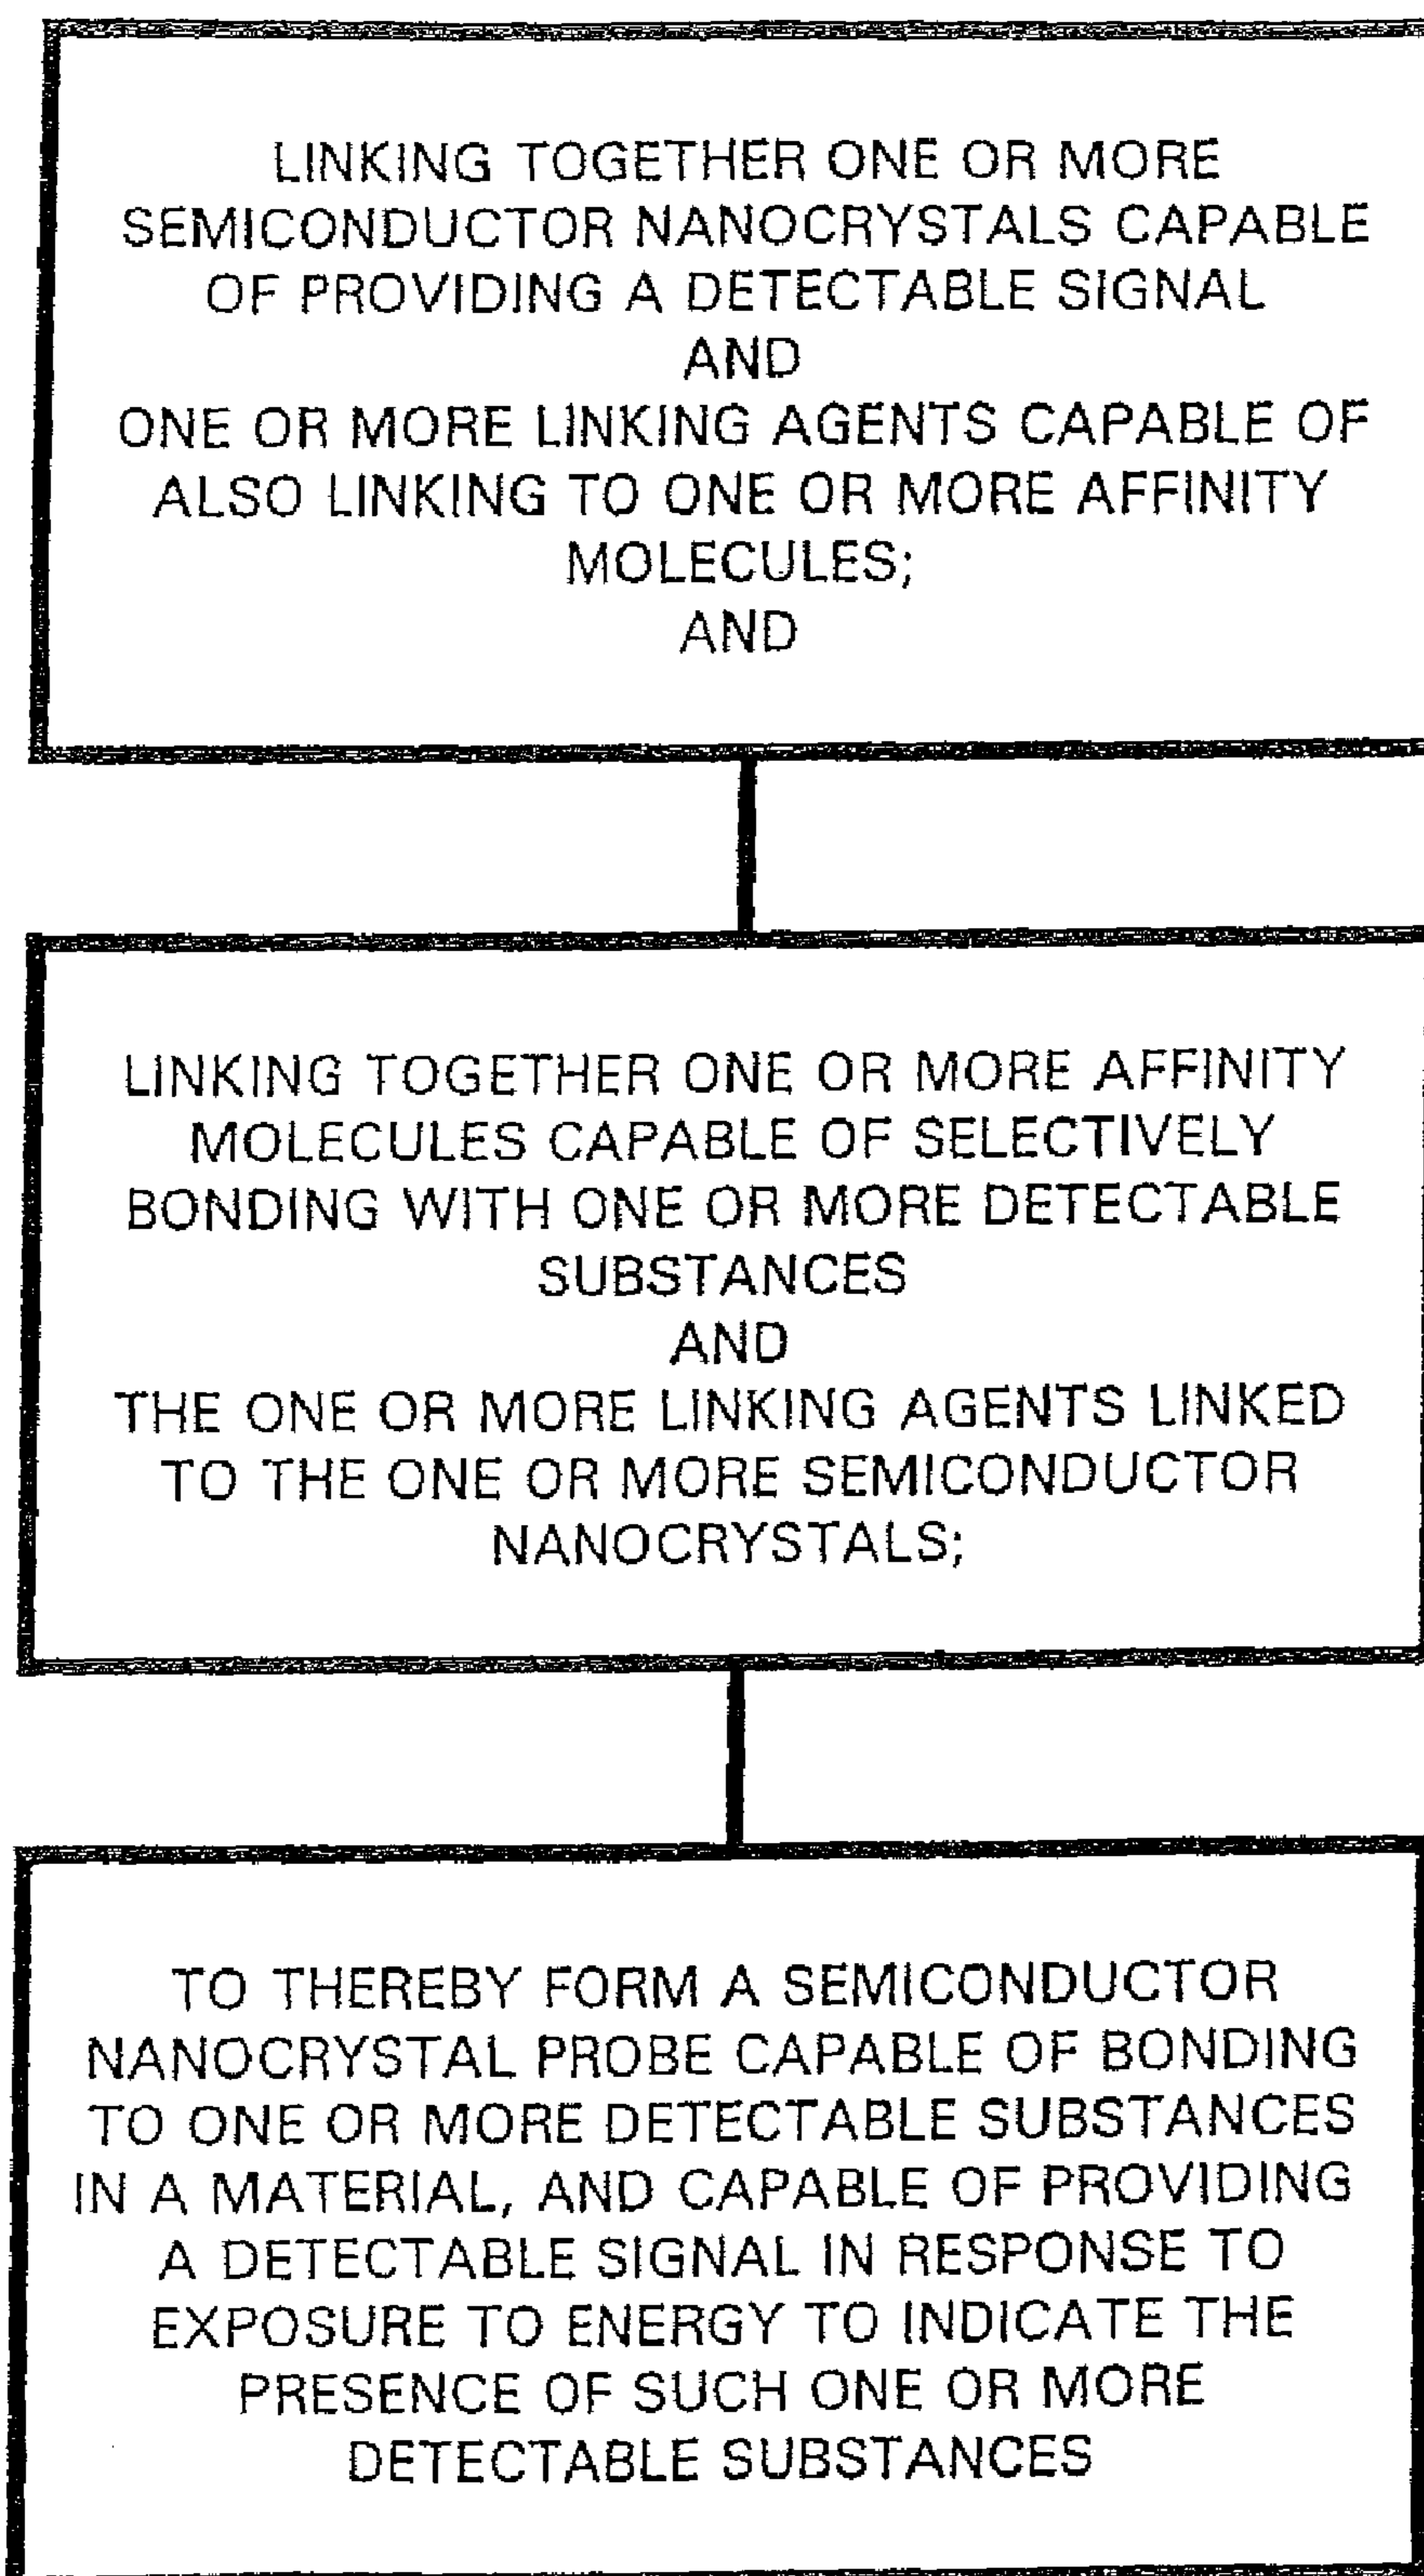 LINKING TOGETHER ONE OR MORE
SEMICONDUCTOR NANOCRYSTALS CAPABLE
OF PROVIDING A DETECTABLE SIGNAL
AND
ONE OR MORE LINKING AGENTS CAPABLE OF
ALSO LINKING TO ONE OR MORE AFFINITY
MOLECULES;
AND
LINKING TOGETHER ONE OR MORE AFFINITY
MOLECULES CAPABLE OF SELECTIVELY
BONDING WITH ONE OR MORE DETECTABLE
SUBSTANCES
AND
THE ONE OR MORE LINKING AGENTS LINKED
TO THE ONE OR MORE SEMICONDUCTOR
NANOCRYSTALS;
TO THEREBY FORM A SEMICONDUCTOR
NANOCRYSTAL PROBE CAPABLE OF BONDING
TO ONE OR MORE DETECTABLE SUBSTANCES
IN A MATERIAL, AND CAPABLE OF PROVIDING
A DETECTABLE SIGNAL IN RESPONSE TO
EXPOSURE TO ENERGY TO INDICATE THE
PRESENCE OF SUCH ONE OR MORE
DETECTABLE SUBSTANCES